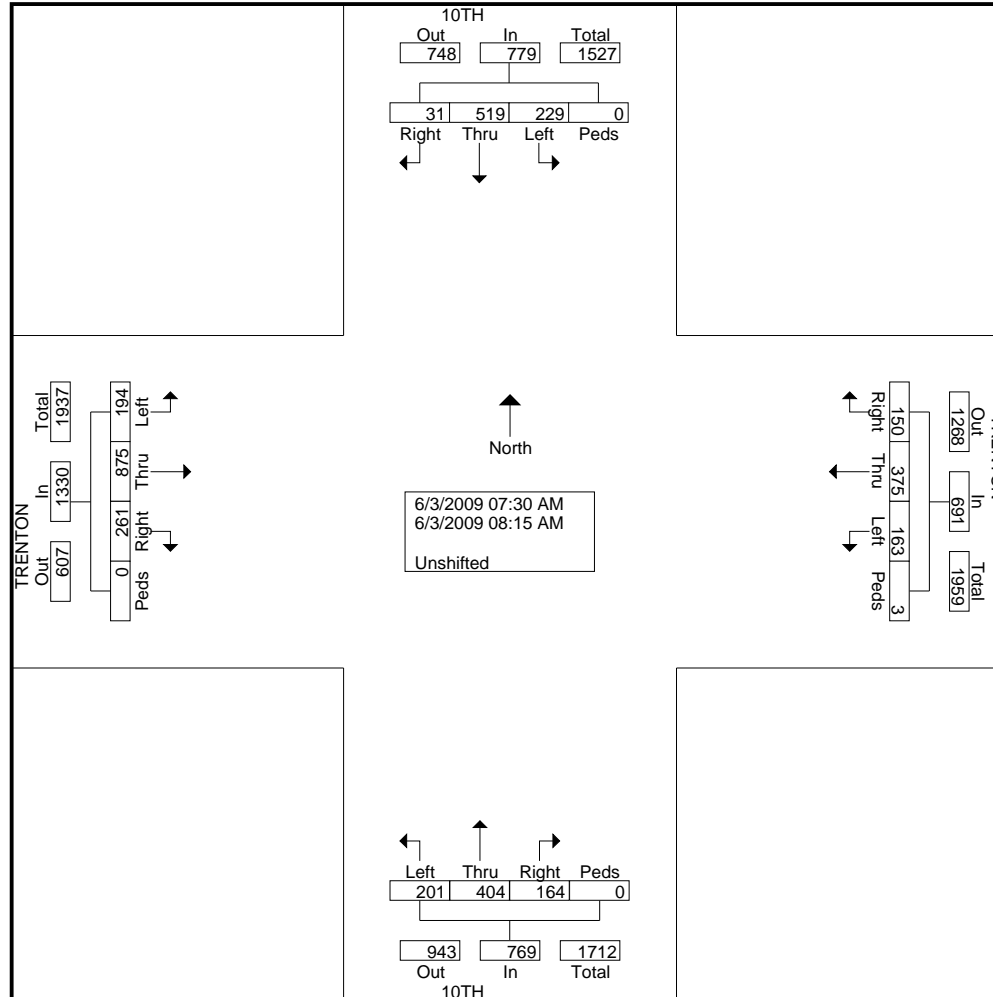 10TH
Out In Total
748 779 1527
31 519 229 0
Right Thru Left Peds
TRENTON
Total In Out
1937 1330 607
194 875 261 0
Left Thru Right Peds
North
6/3/2009 07:30 AM
6/3/2009 08:15 AM
Unshifted
Out In Total
1268 691 1959
150 375 163 3
Right Thru Left Peds
Left Thru Right Peds
201 404 164 0
943 769 1712
Out In Total
10TH